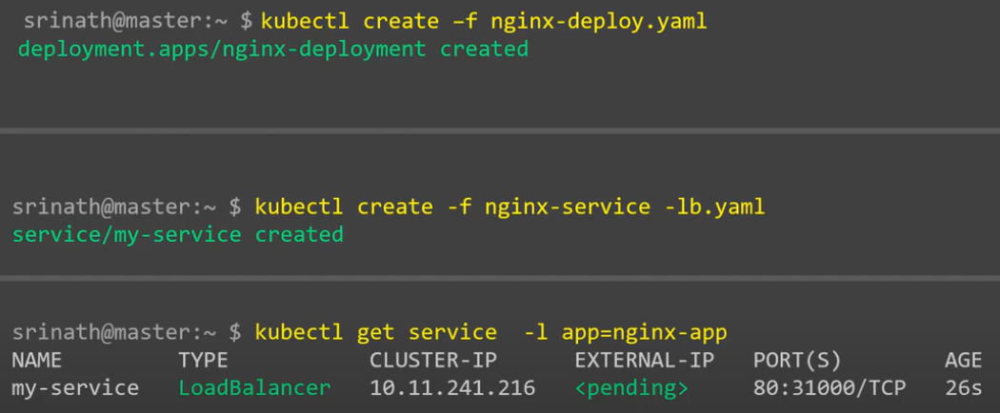 srinath@master:~ $ kubectl create –f nginx-deploy.yaml
deployment.apps/nginx-deployment created
srinath@master:~ $ kubectl create -f nginx-service -lb.yaml
service/my-service created
srinath@master:~ $ kubectl get service  -l app=nginx-app
NAME TYPE CLUSTER-IP EXTERNAL-IP PORT(S) AGE
my-service LoadBalancer 10.11.241.216 <pending> 80:31000/TCP 26s